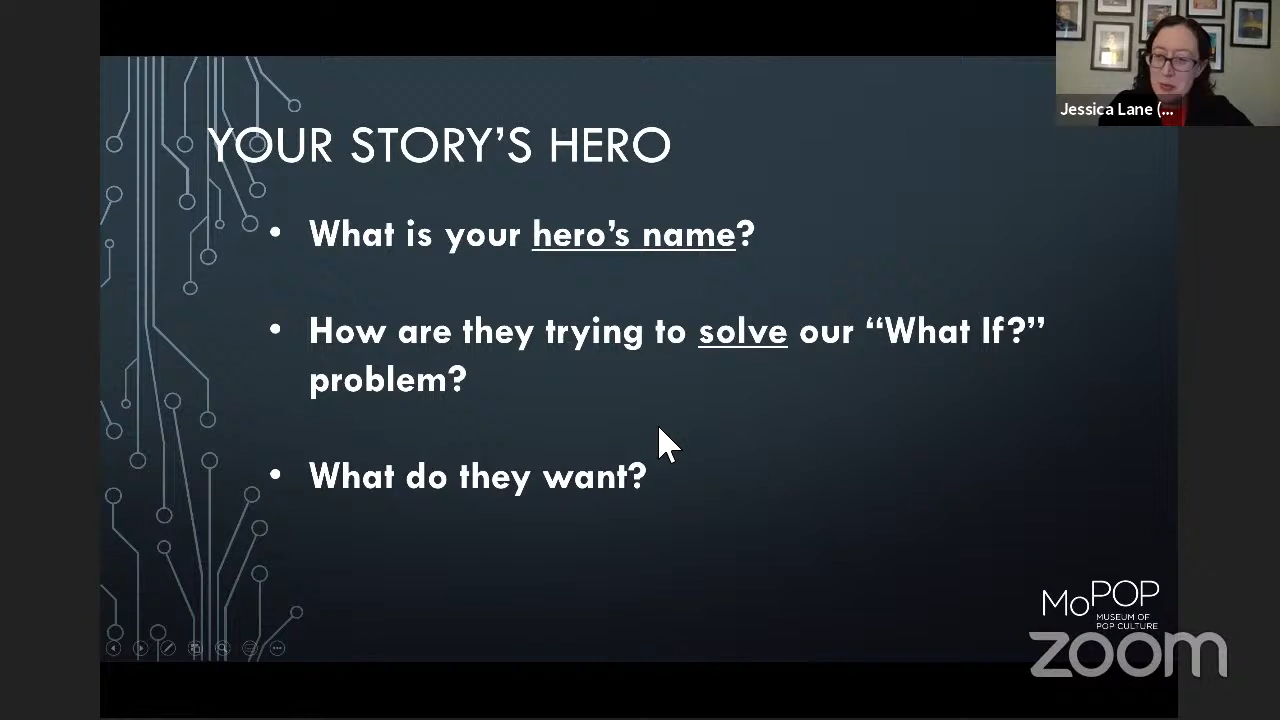 Jessica Lane (...
YOUR STORY’S HERO
• What is your hero’s name?
• How are they trying to solve our “What If?”
problem?
• What do they want?
MoPOP
MUSEUM OF
POP CULTURE
zoom